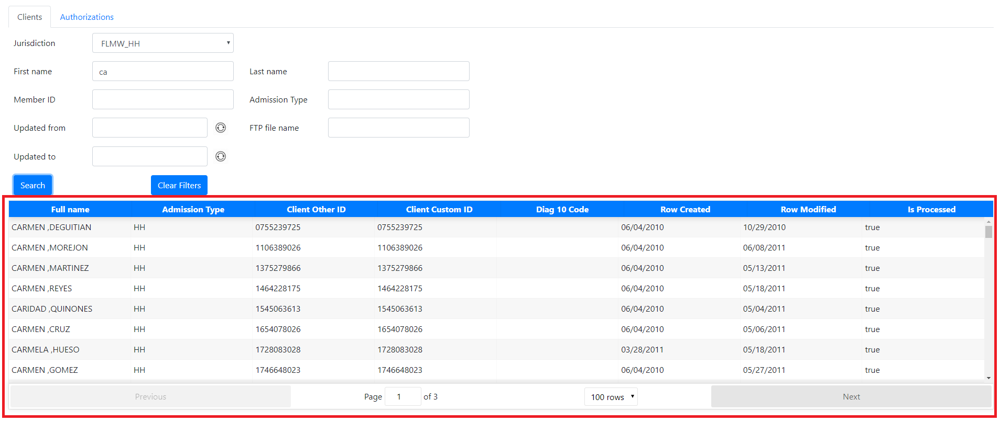 Clients Authorizations
Jurisdiction FLMW_HH
First name ca Last name
Member ID Admission Type
Updated from FTP file name
Updated to
Search Clear Filters
Full name Admission Type Client Other ID Client Custom ID Diag 10 Code Row Created Row Modified Is Processed
CARMEN ,DEGUITIAN HH 0755239725 0755239725 06/04/2010 10/29/2010 true
CARMEN ,MOREJON HH 1106389026 1106389026 06/04/2010 06/08/2011 true
CARMEN ,MARTINEZ HH 1375279866 1375279866 06/04/2010 05/13/2011 true
CARMEN ,REYES HH 1464228175 1464228175 06/04/2010 05/18/2011 true
CARIDAD ,QUINONES HH 1545063613 1545063613 06/04/2010 05/04/2011 true
CARMEN ,CRUZ HH 1654078026 1654078026 06/04/2010 05/06/2011 true
CARMELA ,HUESO HH 1728083028 1728083028 03/28/2011 05/18/2011 true
CARMEN ,GOMEZ HH 1746648023 1746648023 06/04/2010 05/27/2011 true
Previous Page 1 of 3 100 rows Next